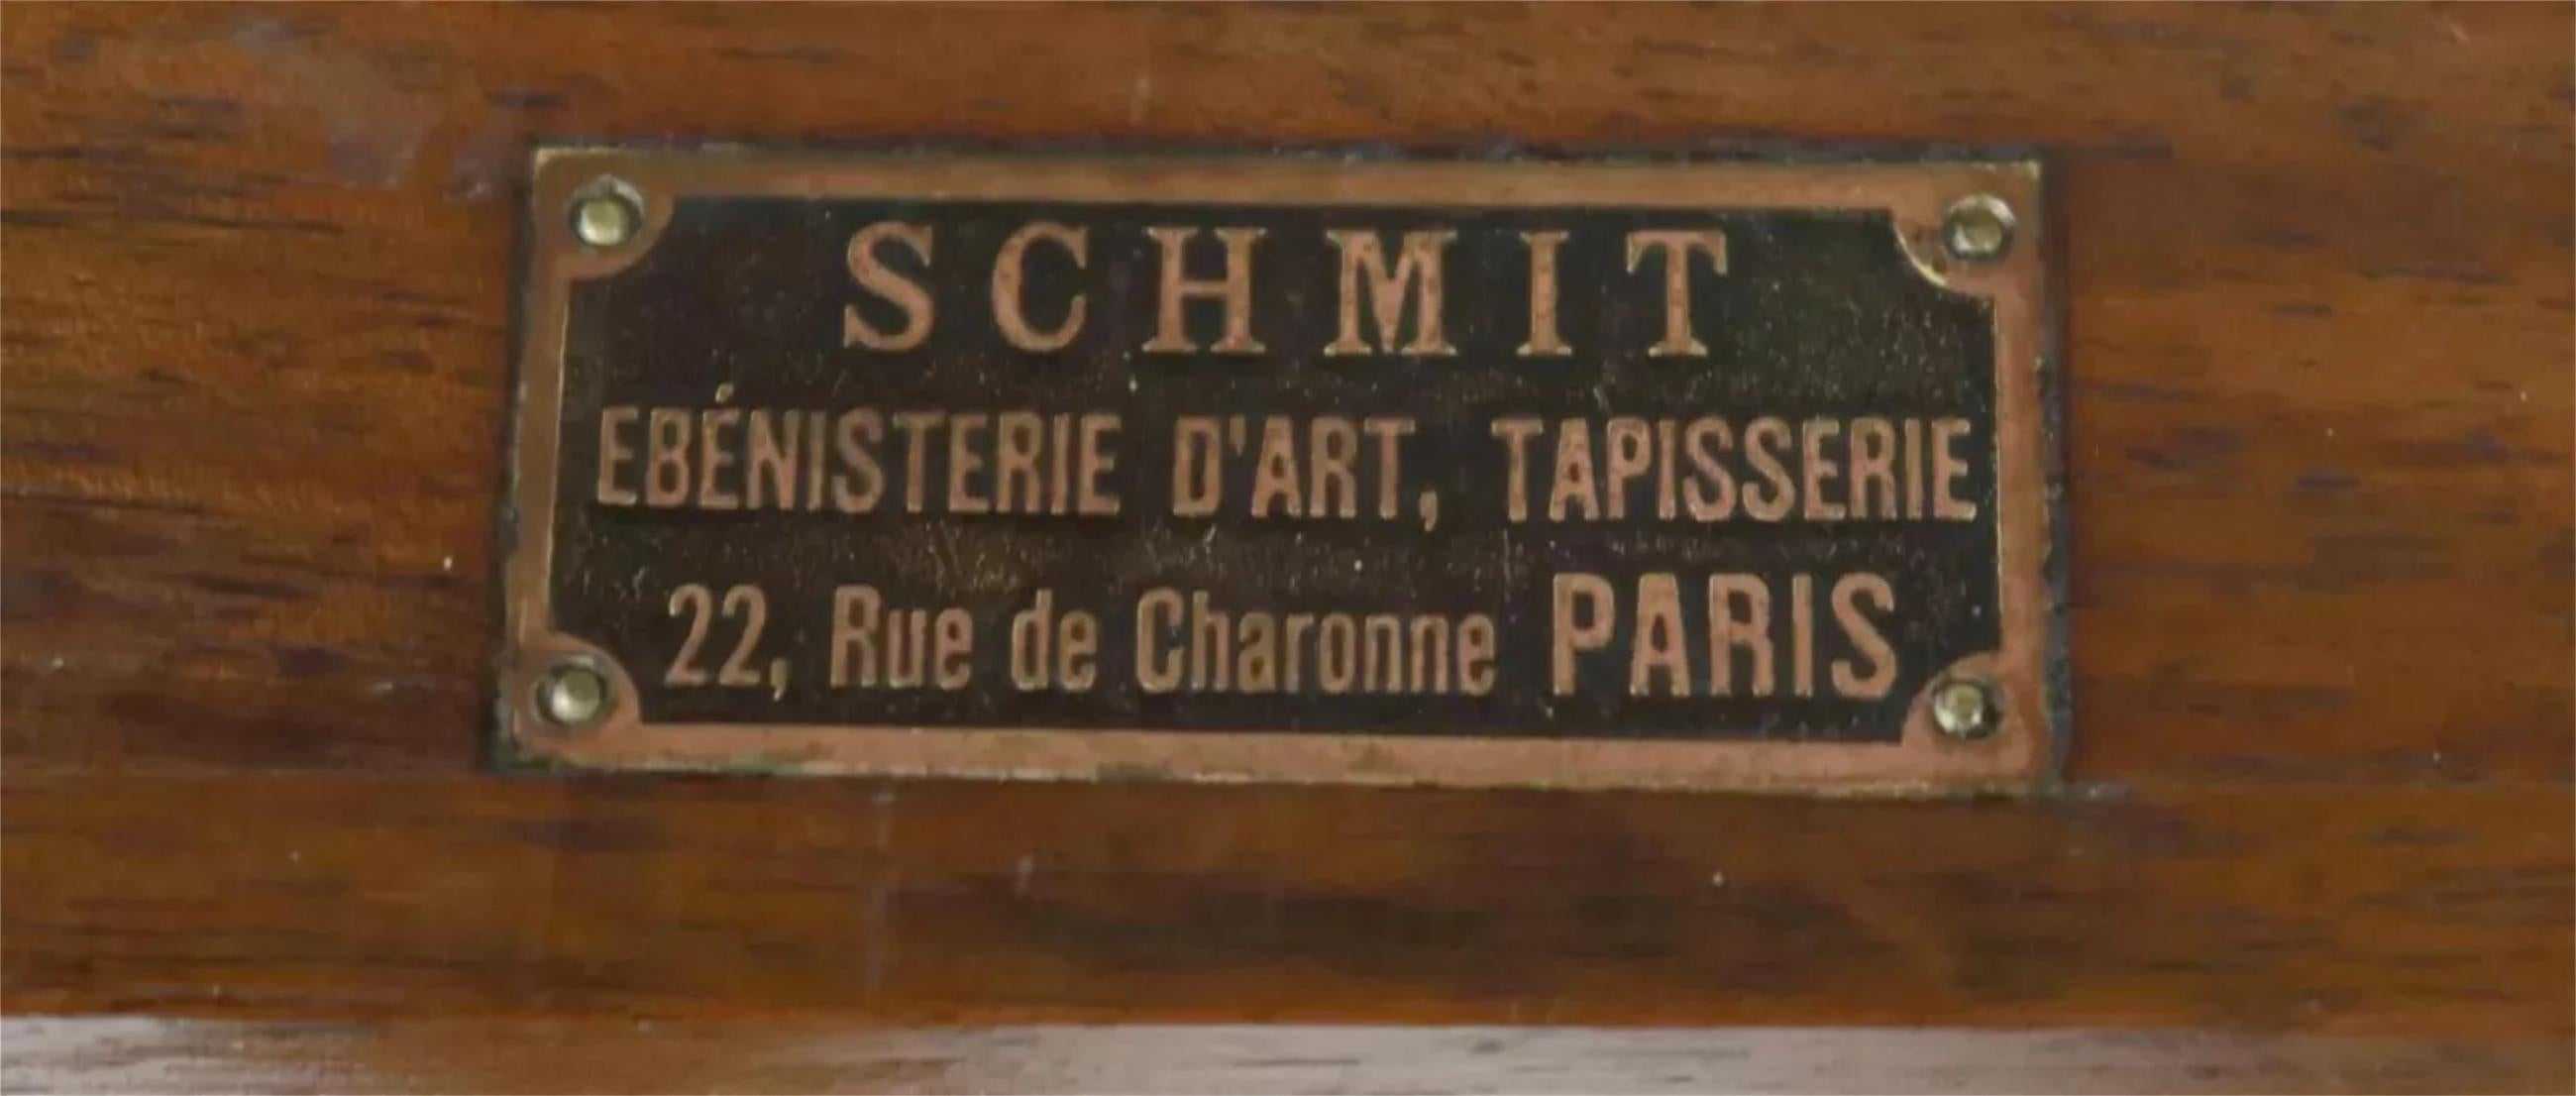 SCHMIT
EBÉNISTERIE D'ART, TAPISSERIE
22, Rue de Charonne PARIS